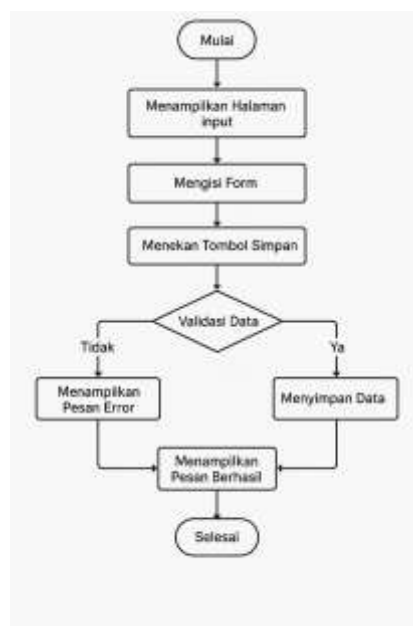 Mulai
Menampilkan Halaman
input
Mengisi Form
Menekan Tombol Simpan
Validasi Data
Tidak
Ya
Menampilkan
Pesan Error
Menyimpan Data
Menampilkan
Pesan Berhasil
Selesai